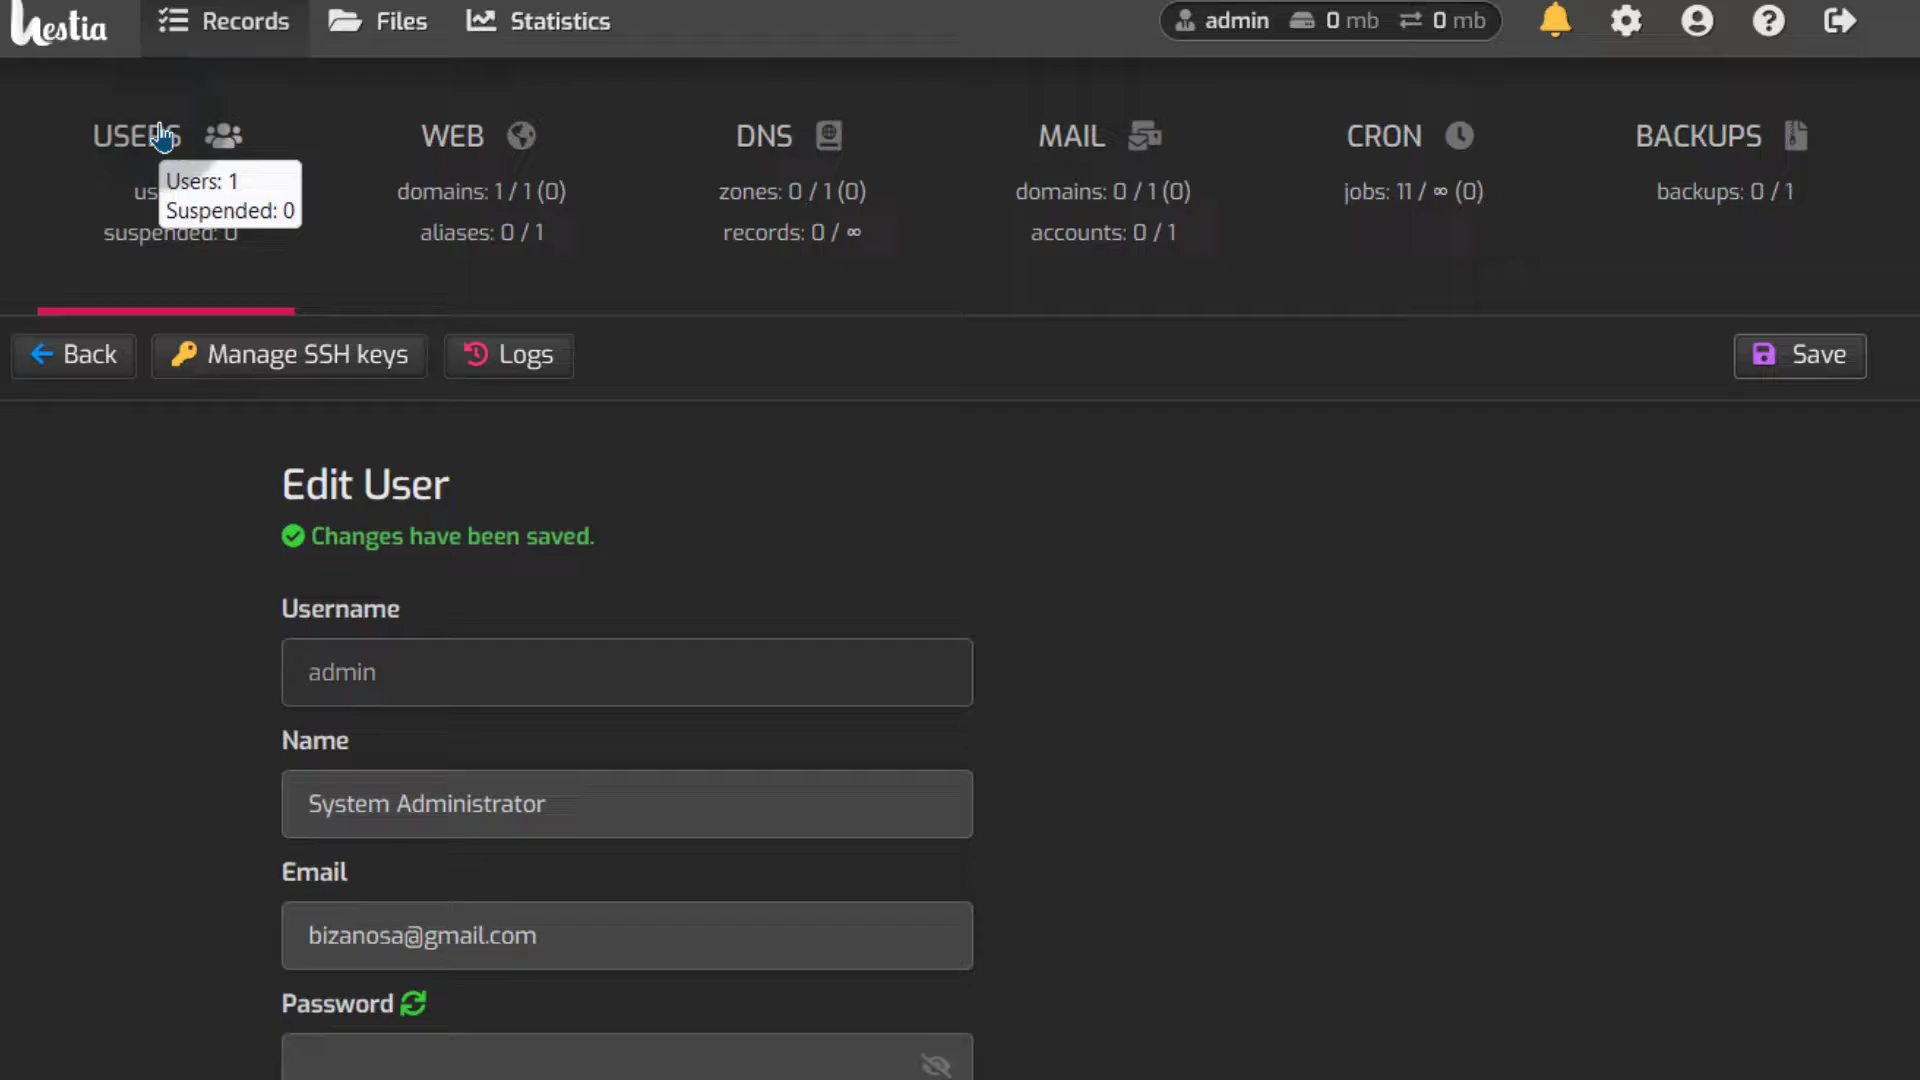 hestia
Records
Files
Statistics
admin 0 mb 0 mb
USERS
WEB
DNS
MAIL
CRON
BACKUPS
Users: 1
Suspended: 0
us
suspended: 0
domains: 1 / 1 (0)
aliases: 0 / 1
zones: 0 / 1 (0)
records: 0 / ∞
domains: 0 / 1 (0)
accounts: 0 / 1
jobs: 11 / ∞ (0)
backups: 0 / 1
Back
Manage SSH keys
Logs
Save
Edit User
Changes have been saved.
Username
admin
Name
System Administrator
Email
bizanosa@gmail.com
Password